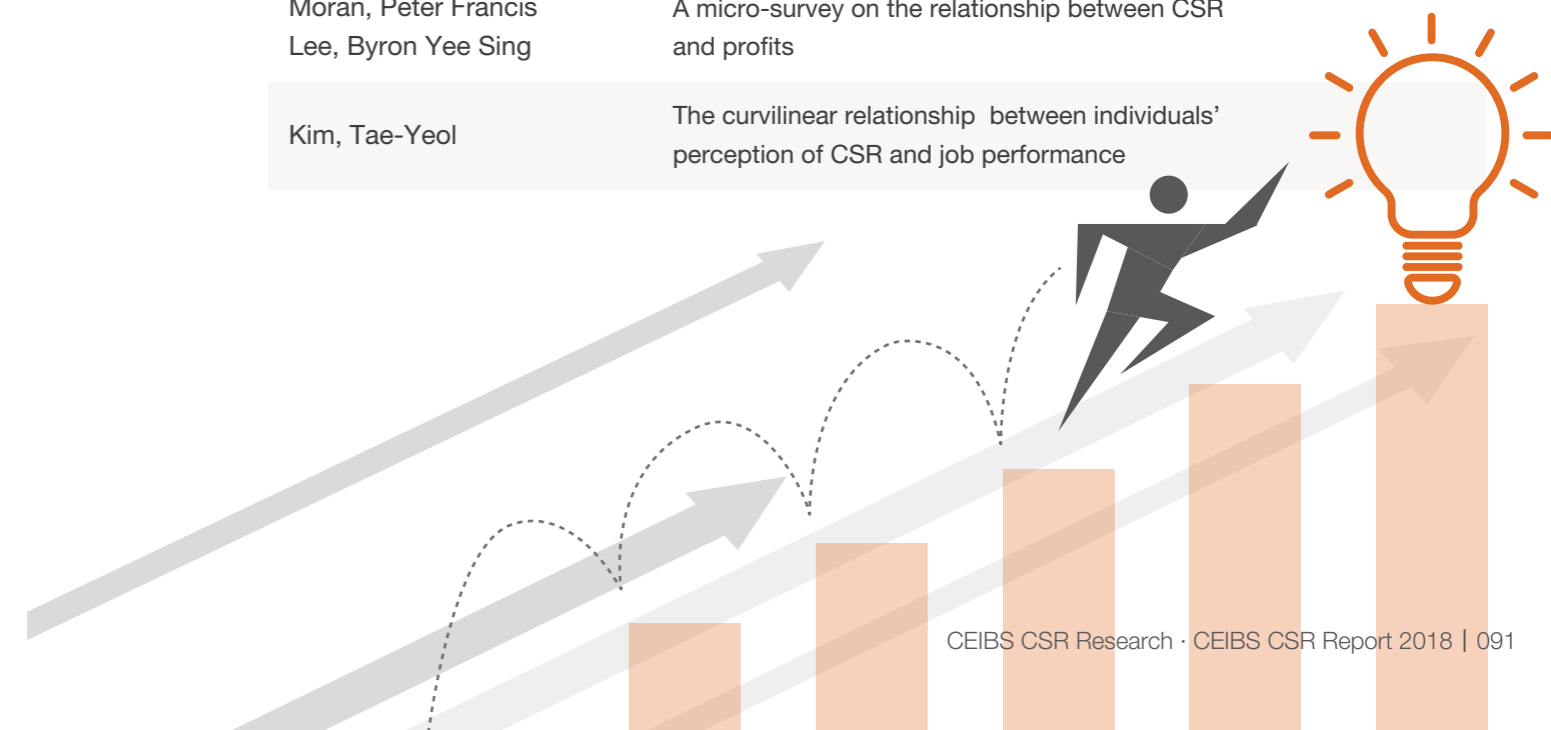 Moran, Peter Francis
Lee, Byron Yee Sing
A micro-survey on the relationship between CSR
and profits
Kim, Tae-Yeol
The curvilinear relationship between individuals’
perception of CSR and job performance
CEIBS CSR Research · CEIBS CSR Report 2018 | 091